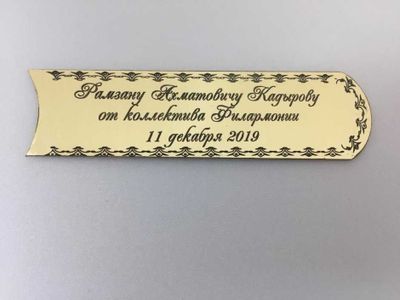 Рамзану Ахматовичу Кадырову
от коллектива Филармонии
11 декабря 2019